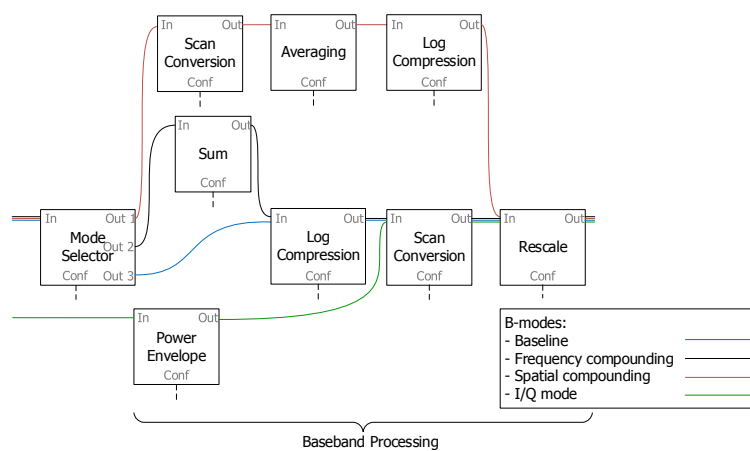 In Out
Scan
Conversion
Conf
In Out
Averaging
Conf
In Out
Log
Compression
Conf
In Out
Sum
Conf
In Out 1
Out 2
Mode
Selector
Conf Out 3
In Out
Log
Compression
Conf
In Out
Scan
Conversion
Conf
In Out
Rescale
Conf
In Out
Power
Envelope
Conf
B-modes:
- Baseline
- Frequency compounding
- Spatial compounding
- I/Q mode
Baseband Processing